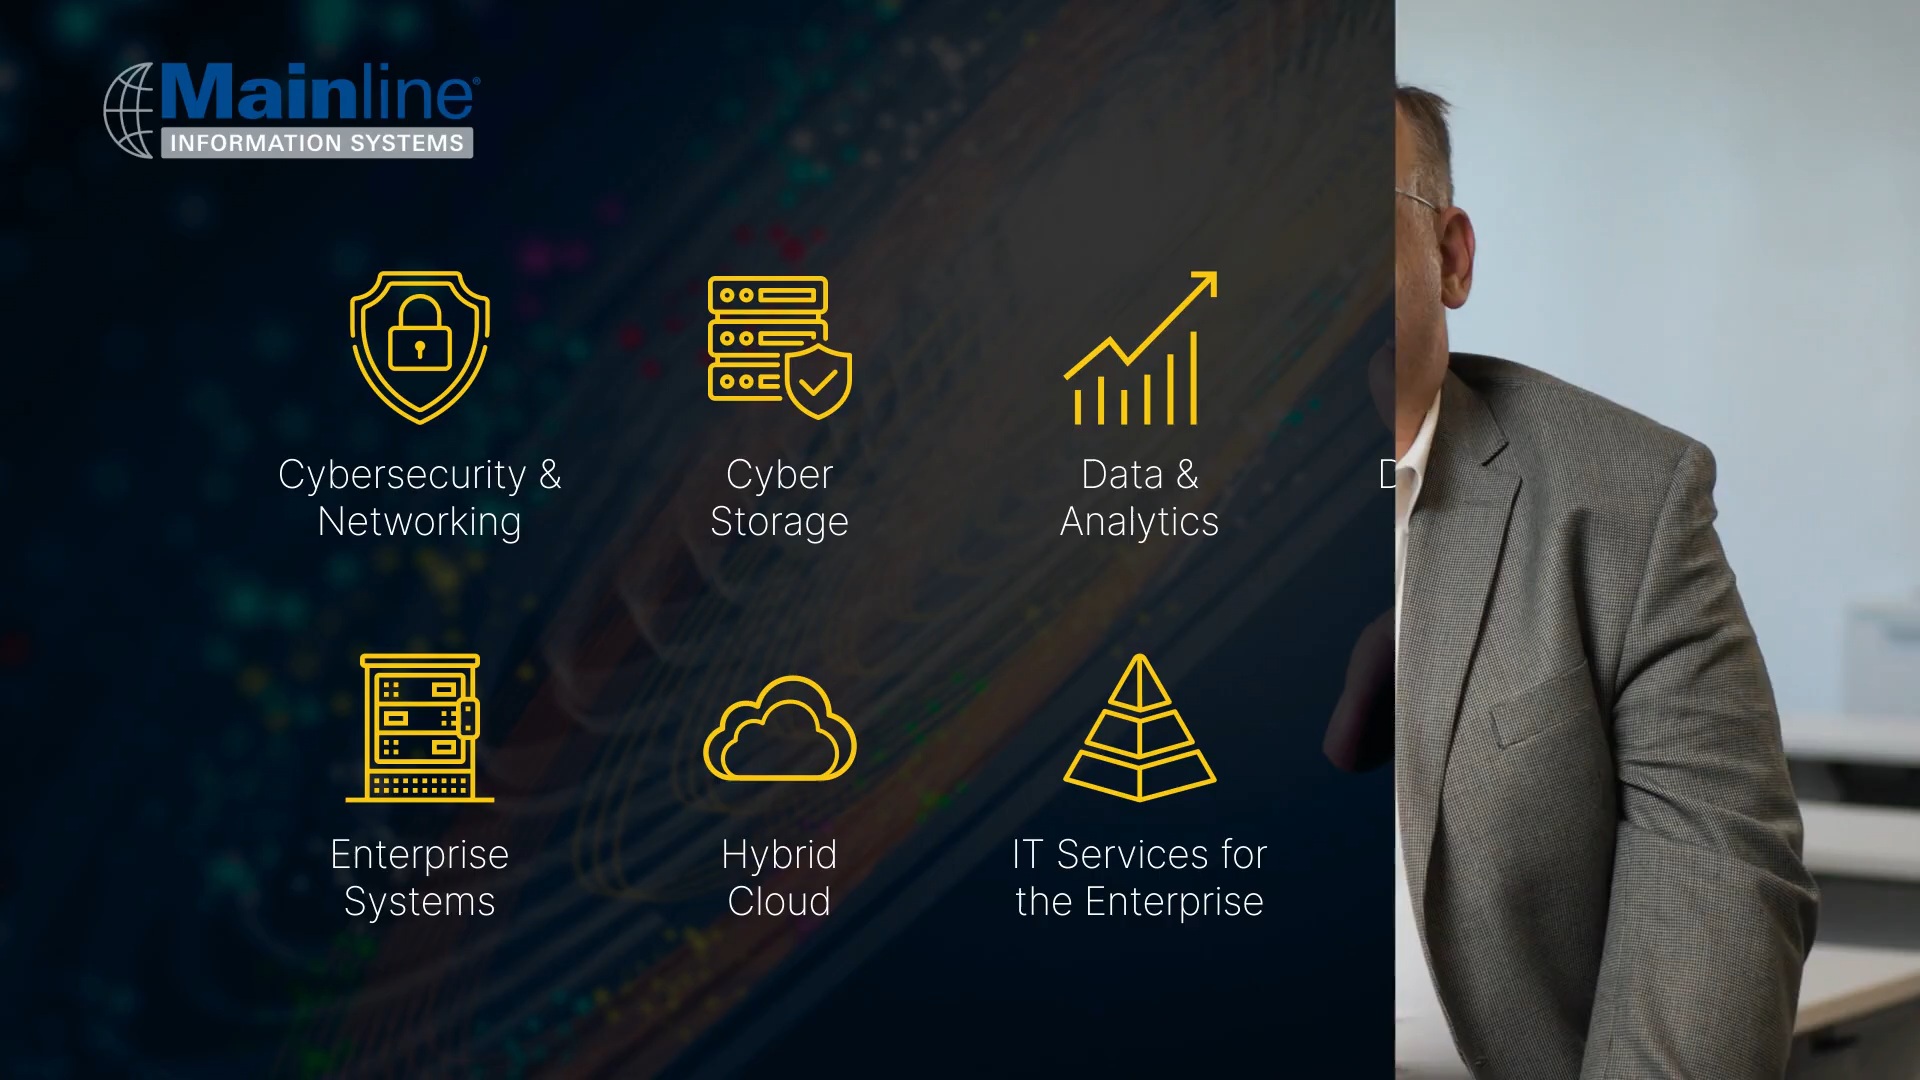 Mainline®
INFORMATION SYSTEMS
Cybersecurity &
Networking
Cyber
Storage
Data &
Analytics
Enterprise
Systems
Hybrid
Cloud
IT Services for
the Enterprise